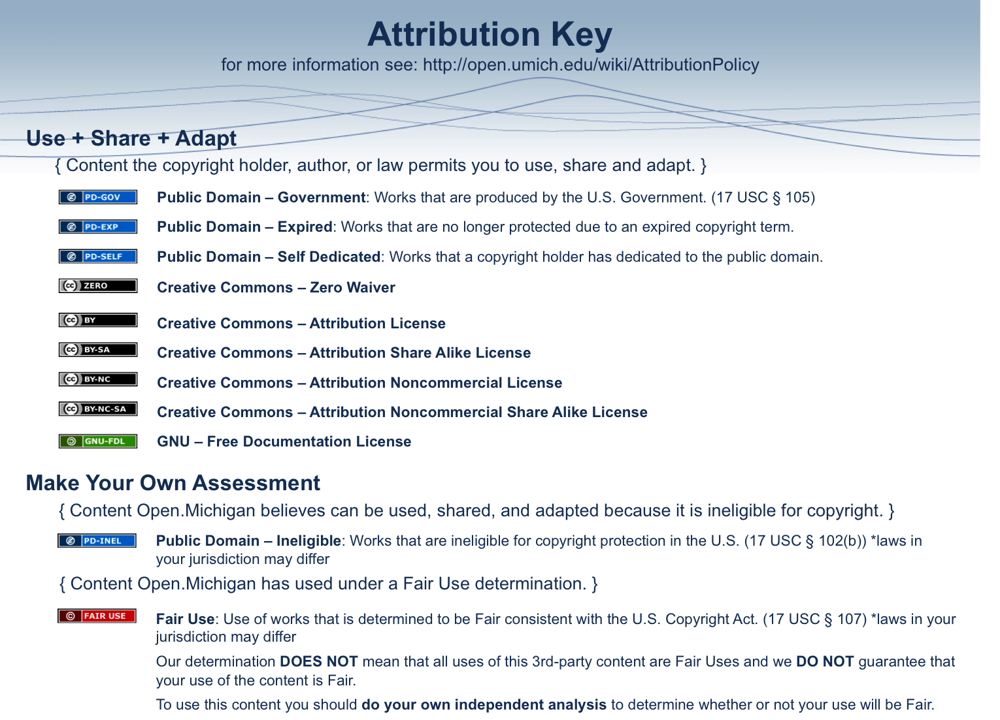 Attribution Key
for more information see: http://open.umich.edu/wiki/AttributionPolicy
Use + Share + Adapt
{ Content the copyright holder, author, or law permits you to use, share and adapt. }
PD-GOV Public Domain – Government: Works that are produced by the U.S. Government. (17 USC § 105)
PD-EXP Public Domain – Expired: Works that are no longer protected due to an expired copyright term.
PD-SELF Public Domain – Self Dedicated: Works that a copyright holder has dedicated to the public domain.
cc ZERO Creative Commons – Zero Waiver
cc BY Creative Commons – Attribution License
cc BY-SA Creative Commons – Attribution Share Alike License
cc BY-NC Creative Commons – Attribution Noncommercial License
cc BY-NC-SA Creative Commons – Attribution Noncommercial Share Alike License
GNU-FDL GNU – Free Documentation License
Make Your Own Assessment
{ Content Open.Michigan believes can be used, shared, and adapted because it is ineligible for copyright. }
PD-INEL Public Domain – Ineligible: Works that are ineligible for copyright protection in the U.S. (17 USC § 102(b)) *laws in
your jurisdiction may differ
{ Content Open.Michigan has used under a Fair Use determination. }
© FAIR USE Fair Use: Use of works that is determined to be Fair consistent with the U.S. Copyright Act. (17 USC § 107) *laws in your
jurisdiction may differ
Our determination DOES NOT mean that all uses of this 3rd-party content are Fair Uses and we DO NOT guarantee that
your use of the content is Fair.
To use this content you should do your own independent analysis to determine whether or not your use will be Fair.